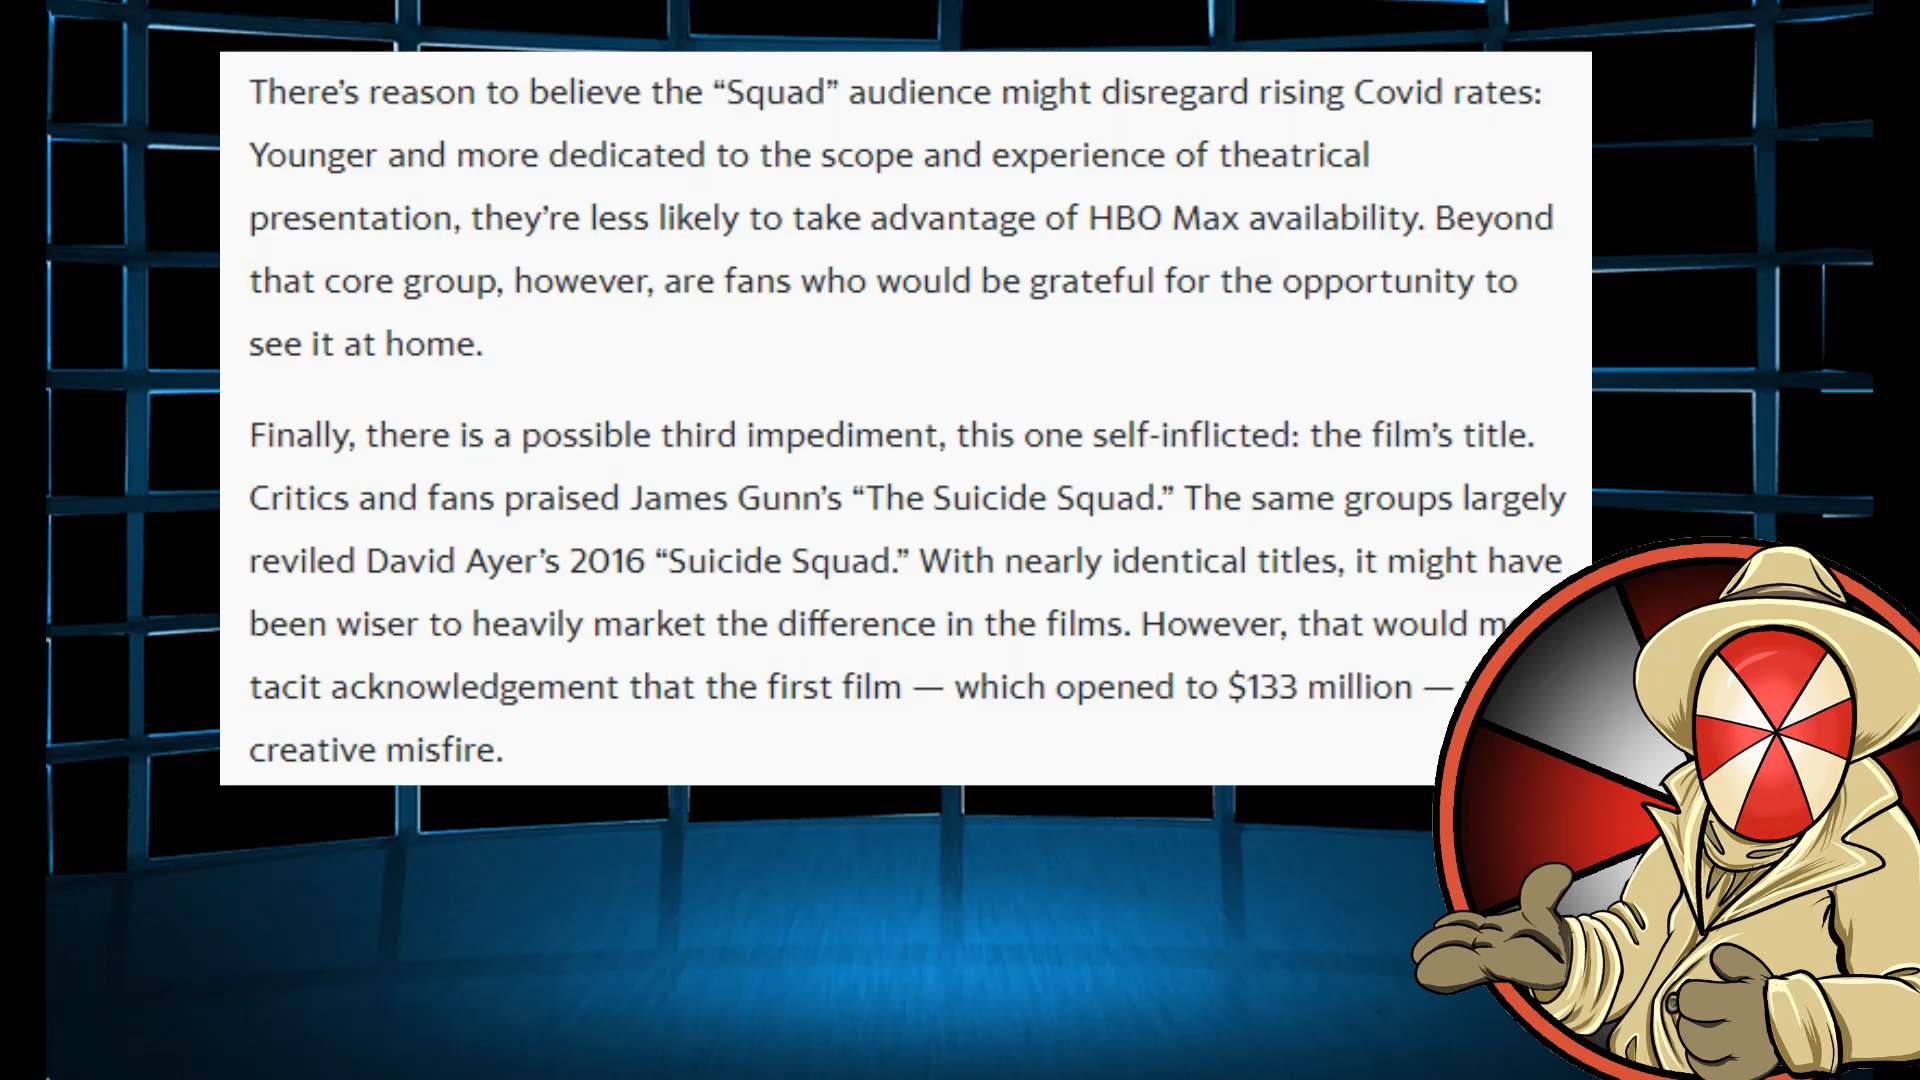 There’s reason to believe the “Squad” audience might disregard rising Covid rates:
Younger and more dedicated to the scope and experience of theatrical
presentation, they’re less likely to take advantage of HBO Max availability. Beyond
that core group, however, are fans who would be grateful for the opportunity to
see it at home.
Finally, there is a possible third impediment, this one self-inflicted: the film’s title.
Critics and fans praised James Gunn’s “The Suicide Squad.” The same groups largely
reviled David Ayer’s 2016 “Suicide Squad.” With nearly identical titles, it might have
been wiser to heavily market the difference in the films. However, that would
tacit acknowledgement that the first film — which opened to $133 million —
creative misfire.